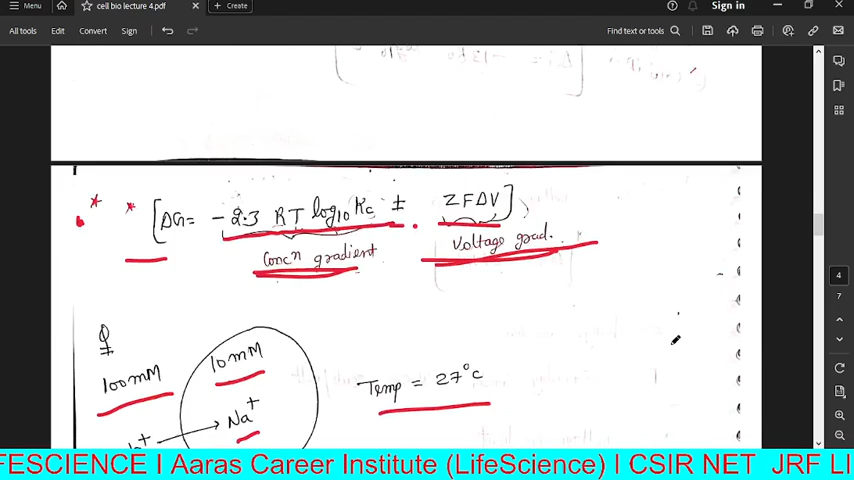 Menu
cell bio lecture 4.pdf
Create
Sign in
All tools Edit Convert Sign
Find text or tools
[ΔG = -2.3 RT log10 Kc ± ZFΔV]
Concn gradient
Voltage grad.
Q
100mM
10mM
Na+
Temp = 27°C
4
7
FESCIENCE I Aaras Career Institute (LifeScience) I CSIR NET JRF LI